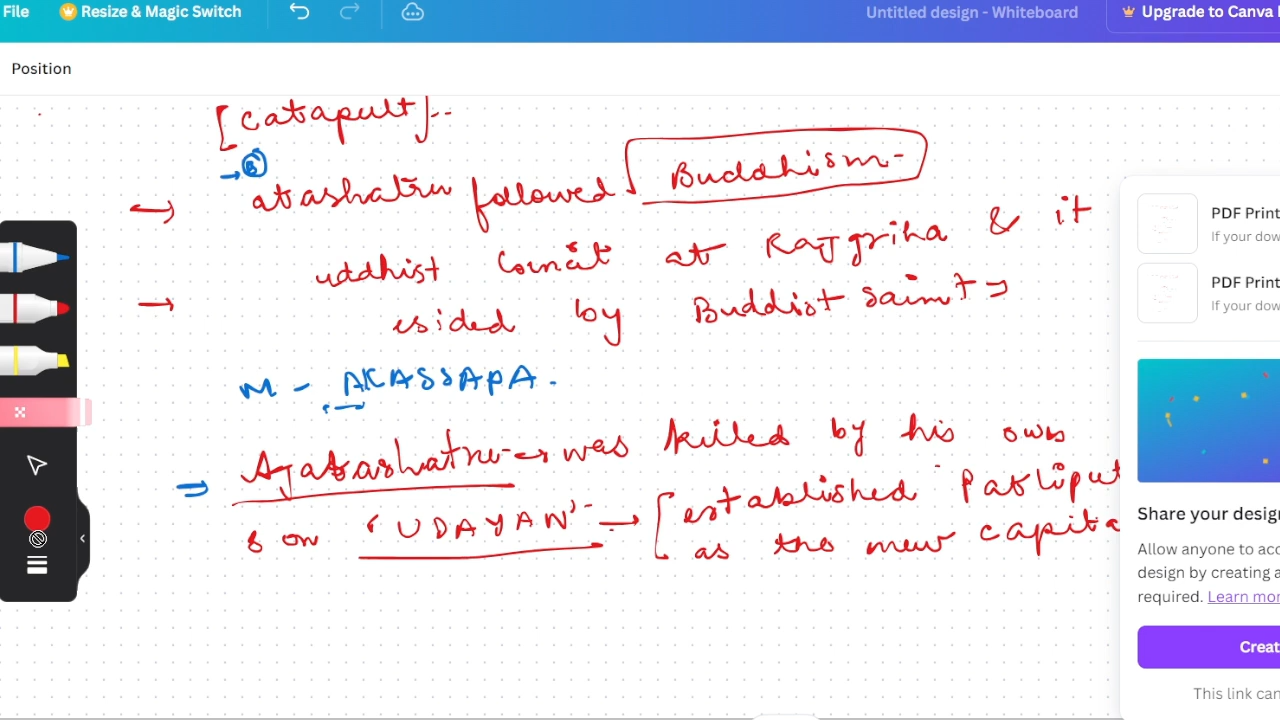 File Resize & Magic Switch Untitled design - Whiteboard Upgrade to Canva
Position
[catapult]--
→ B
→ atashatru followed Buddhism-
uddhist Council at Rajgriha & it
→ esided by Buddist Saint →
M - AKASSAPA.
⇒ Ajatashatru → was killed by his own
son 'UDAYAN' - → [established Patliput
as the new capita
PDF Print
If your dow
PDF Print
If your dow
Share your design
Allow anyone to acc
design by creating a
required. Learn mor
Creat
This link can